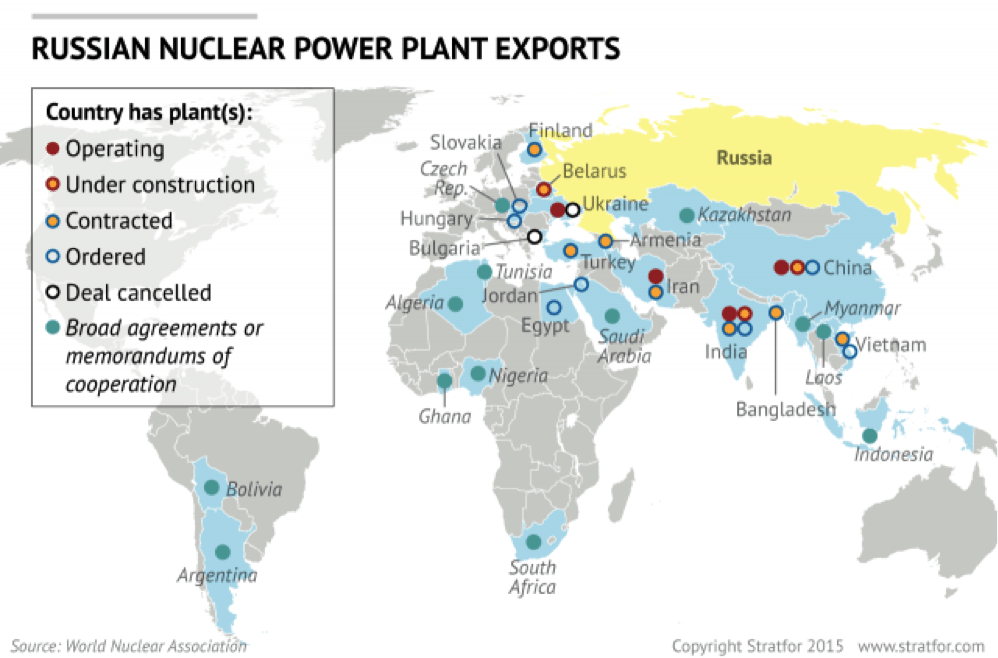 RUSSIAN NUCLEAR POWER PLANT EXPORTS
Country has plant(s):
Operating
Under construction
Contracted
Ordered
Deal cancelled
Broad agreements or
memorandums of
cooperation
Finland
Slovakia
Czech
Rep.
Belarus
Russia
Ukraine
Hungary
Kazakhstan
Bulgaria
Armenia
Turkey
Tunisia
China
Iran
Jordan
Algeria
Myanmar
Egypt
Saudi
Arabia
India
Vietnam
Laos
Nigeria
Ghana
Bangladesh
Indonesia
Bolivia
Argentina
South
Africa
Source: World Nuclear Association
Copyright Stratfor 2015 www.stratfor.com